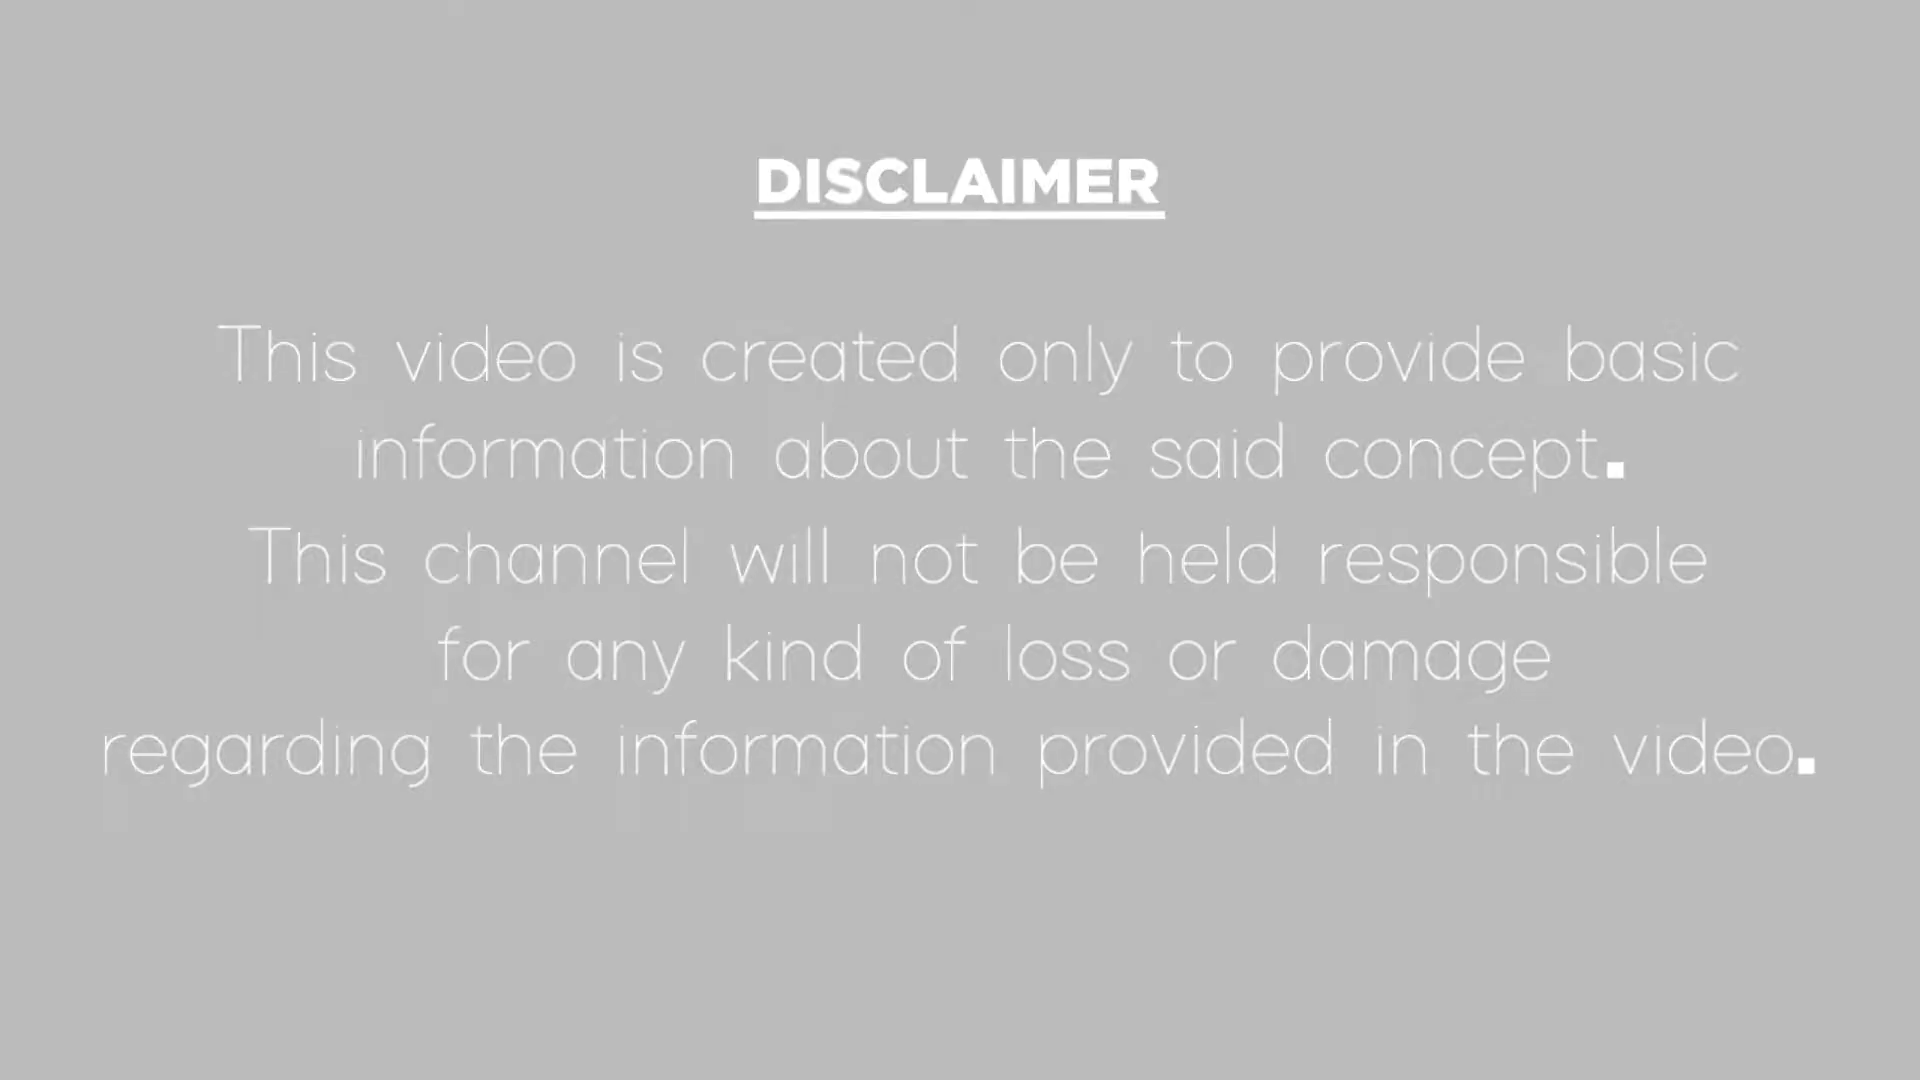 DISCLAIMER
This video is created only to provide basic
information about the said concept.
This channel will not be held responsible
for any kind of loss or damage
regarding the information provided in the video.